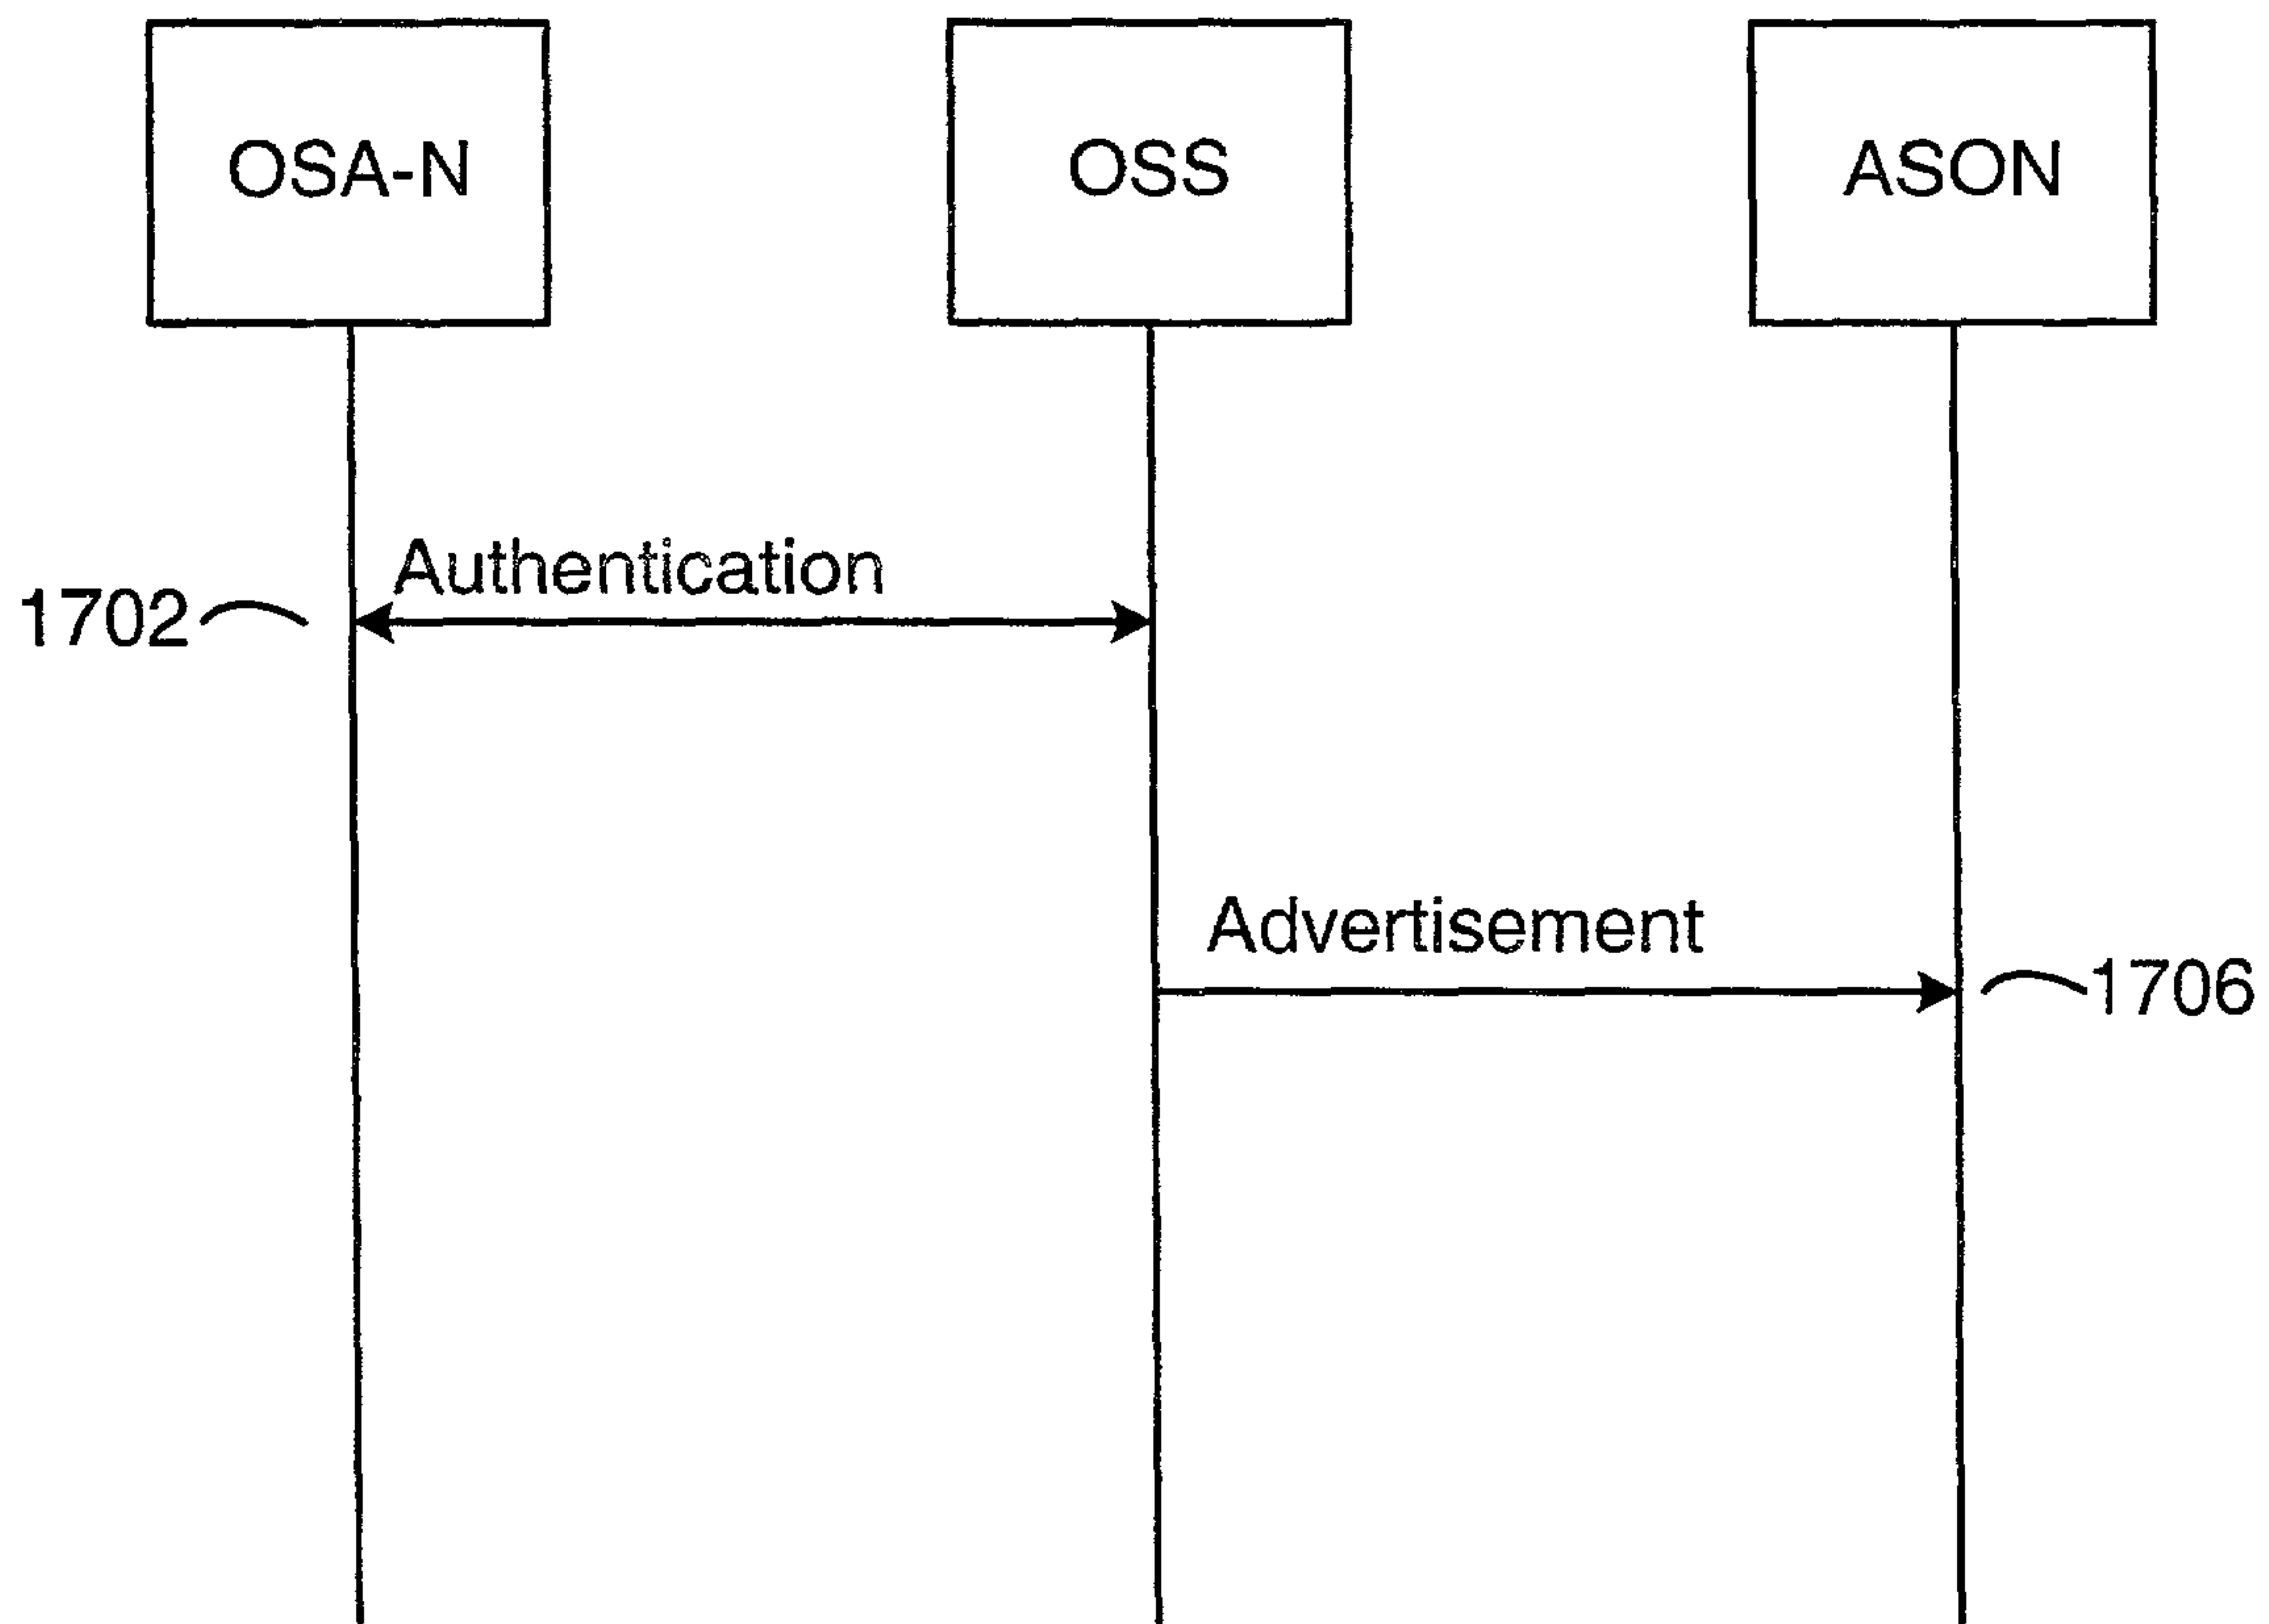 OSA-N
OSS
ASON
Authentication
1702
Advertisement
1706